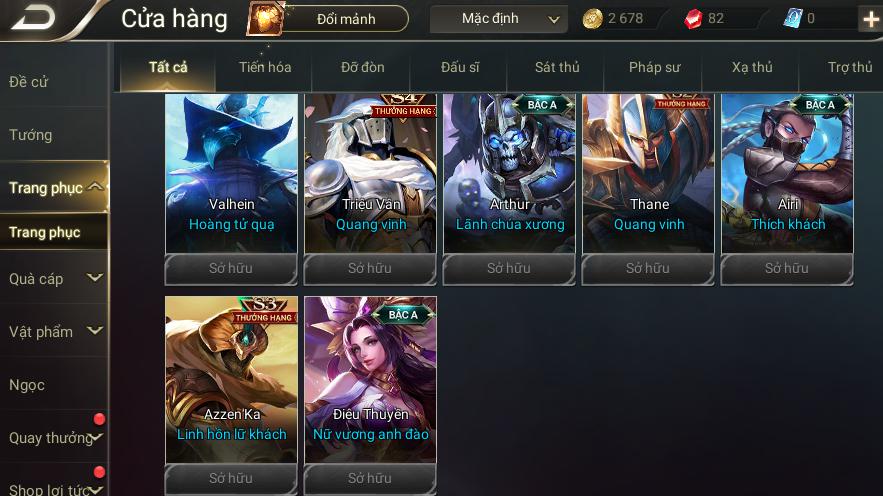 Cửa hàng
Đổi mảnh
Mặc định
2 678
82
0
Đề cử
Tướng
Trang phục
Trang phục
Quà cáp
Vật phẩm
Ngọc
Quay thưởng
Shop lợi tức
Tất cả
Tiến hóa
Đỡ đòn
Đấu sĩ
Sát thủ
Pháp sư
Xạ thủ
Trợ thủ
Valhein
Hoàng tử quạ
Sở hữu
S4
THƯỞNG HẠNG
Triệu Vân
Quang vinh
Sở hữu
BẬC A
Arthur
Lãnh chúa xương
Sở hữu
S2
THƯỞNG HẠNG
Thane
Quang vinh
Sở hữu
BẬC A
Airi
Thích khách
Sở hữu
S3
THƯỞNG HẠNG
Azzen'Ka
Linh hồn lữ khách
Sở hữu
BẬC A
Điêu Thuyền
Nữ vương anh đào
Sở hữu